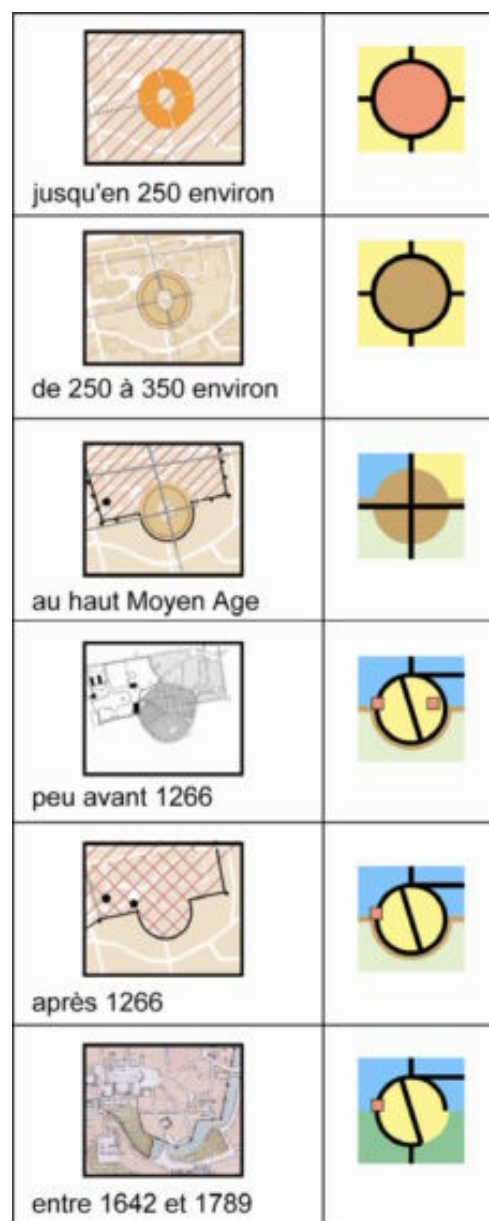 jusqu'en 250 environ
de 250 à 350 environ
au haut Moyen Age
peu avant 1266
après 1266
entre 1642 et 1789